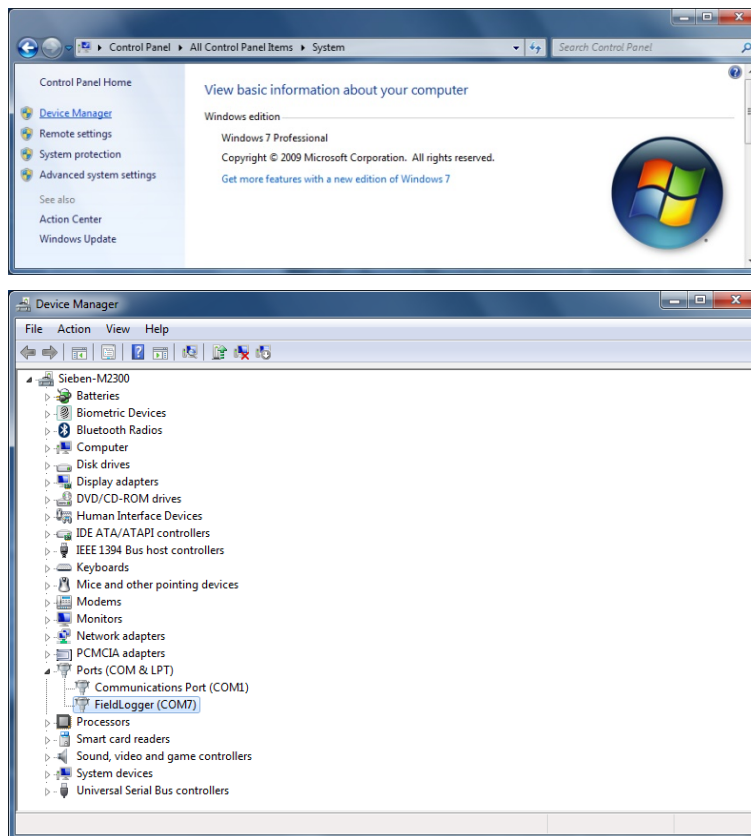 Control Panel ▸ All Control Panel Items ▸ System
Search Control Panel
Control Panel Home
Device Manager
Remote settings
System protection
Advanced system settings
See also
Action Center
Windows Update
View basic information about your computer
Windows edition
Windows 7 Professional
Copyright © 2009 Microsoft Corporation. All rights reserved.
Get more features with a new edition of Windows 7
Device Manager
File Action View Help
Sieben-M2300
Batteries
Biometric Devices
Bluetooth Radios
Computer
Disk drives
Display adapters
DVD/CD-ROM drives
Human Interface Devices
IDE ATA/ATAPI controllers
IEEE 1394 Bus host controllers
Keyboards
Mice and other pointing devices
Modems
Monitors
Network adapters
PCMCIA adapters
Ports (COM & LPT)
Communications Port (COM1)
FieldLogger (COM7)
Processors
Smart card readers
Sound, video and game controllers
System devices
Universal Serial Bus controllers